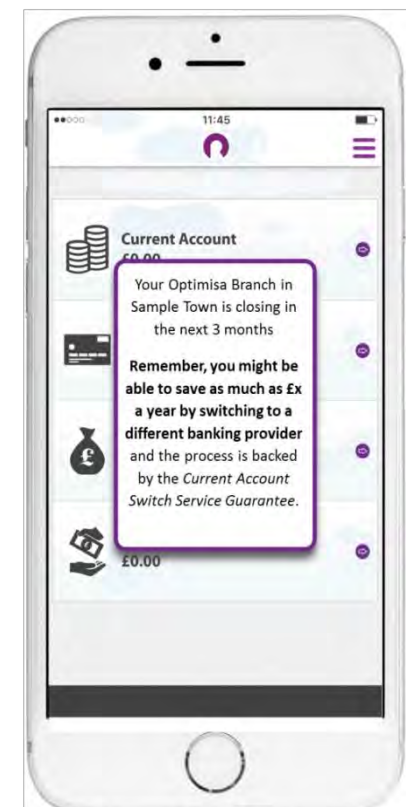 11:45
Current Account
£0.00
Your Optimisa Branch in
Sample Town is closing in
the next 3 months
Remember, you might be
able to save as much as £x
a year by switching to a
different banking provider
and the process is backed
by the Current Account
Switch Service Guarantee.
£
£0.00